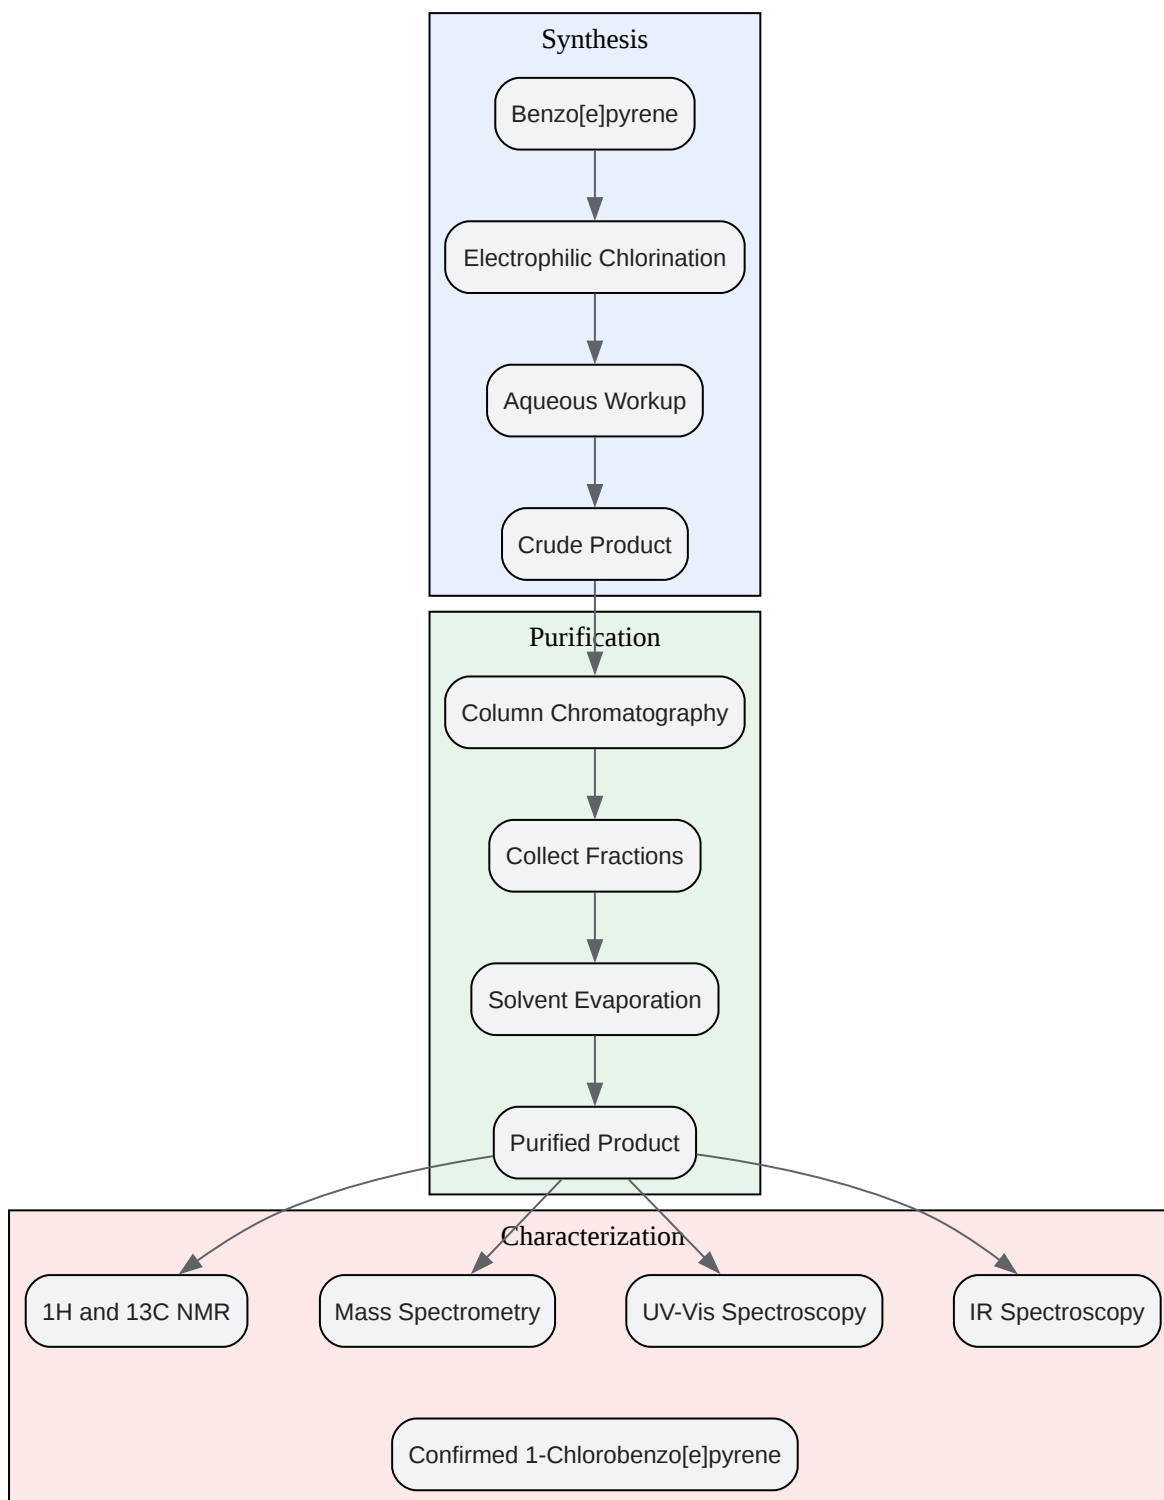 Synthesis
Benzo[e]pyrene
Electrophilic Chlorination
Aqueous Workup
Crude Product
Purification
Column Chromatography
Collect Fractions
Solvent Evaporation
Purified Product
Characterization
1H and 13C NMR
Mass Spectrometry
UV-Vis Spectroscopy
IR Spectroscopy
Confirmed 1-Chlorobenzo[e]pyrene